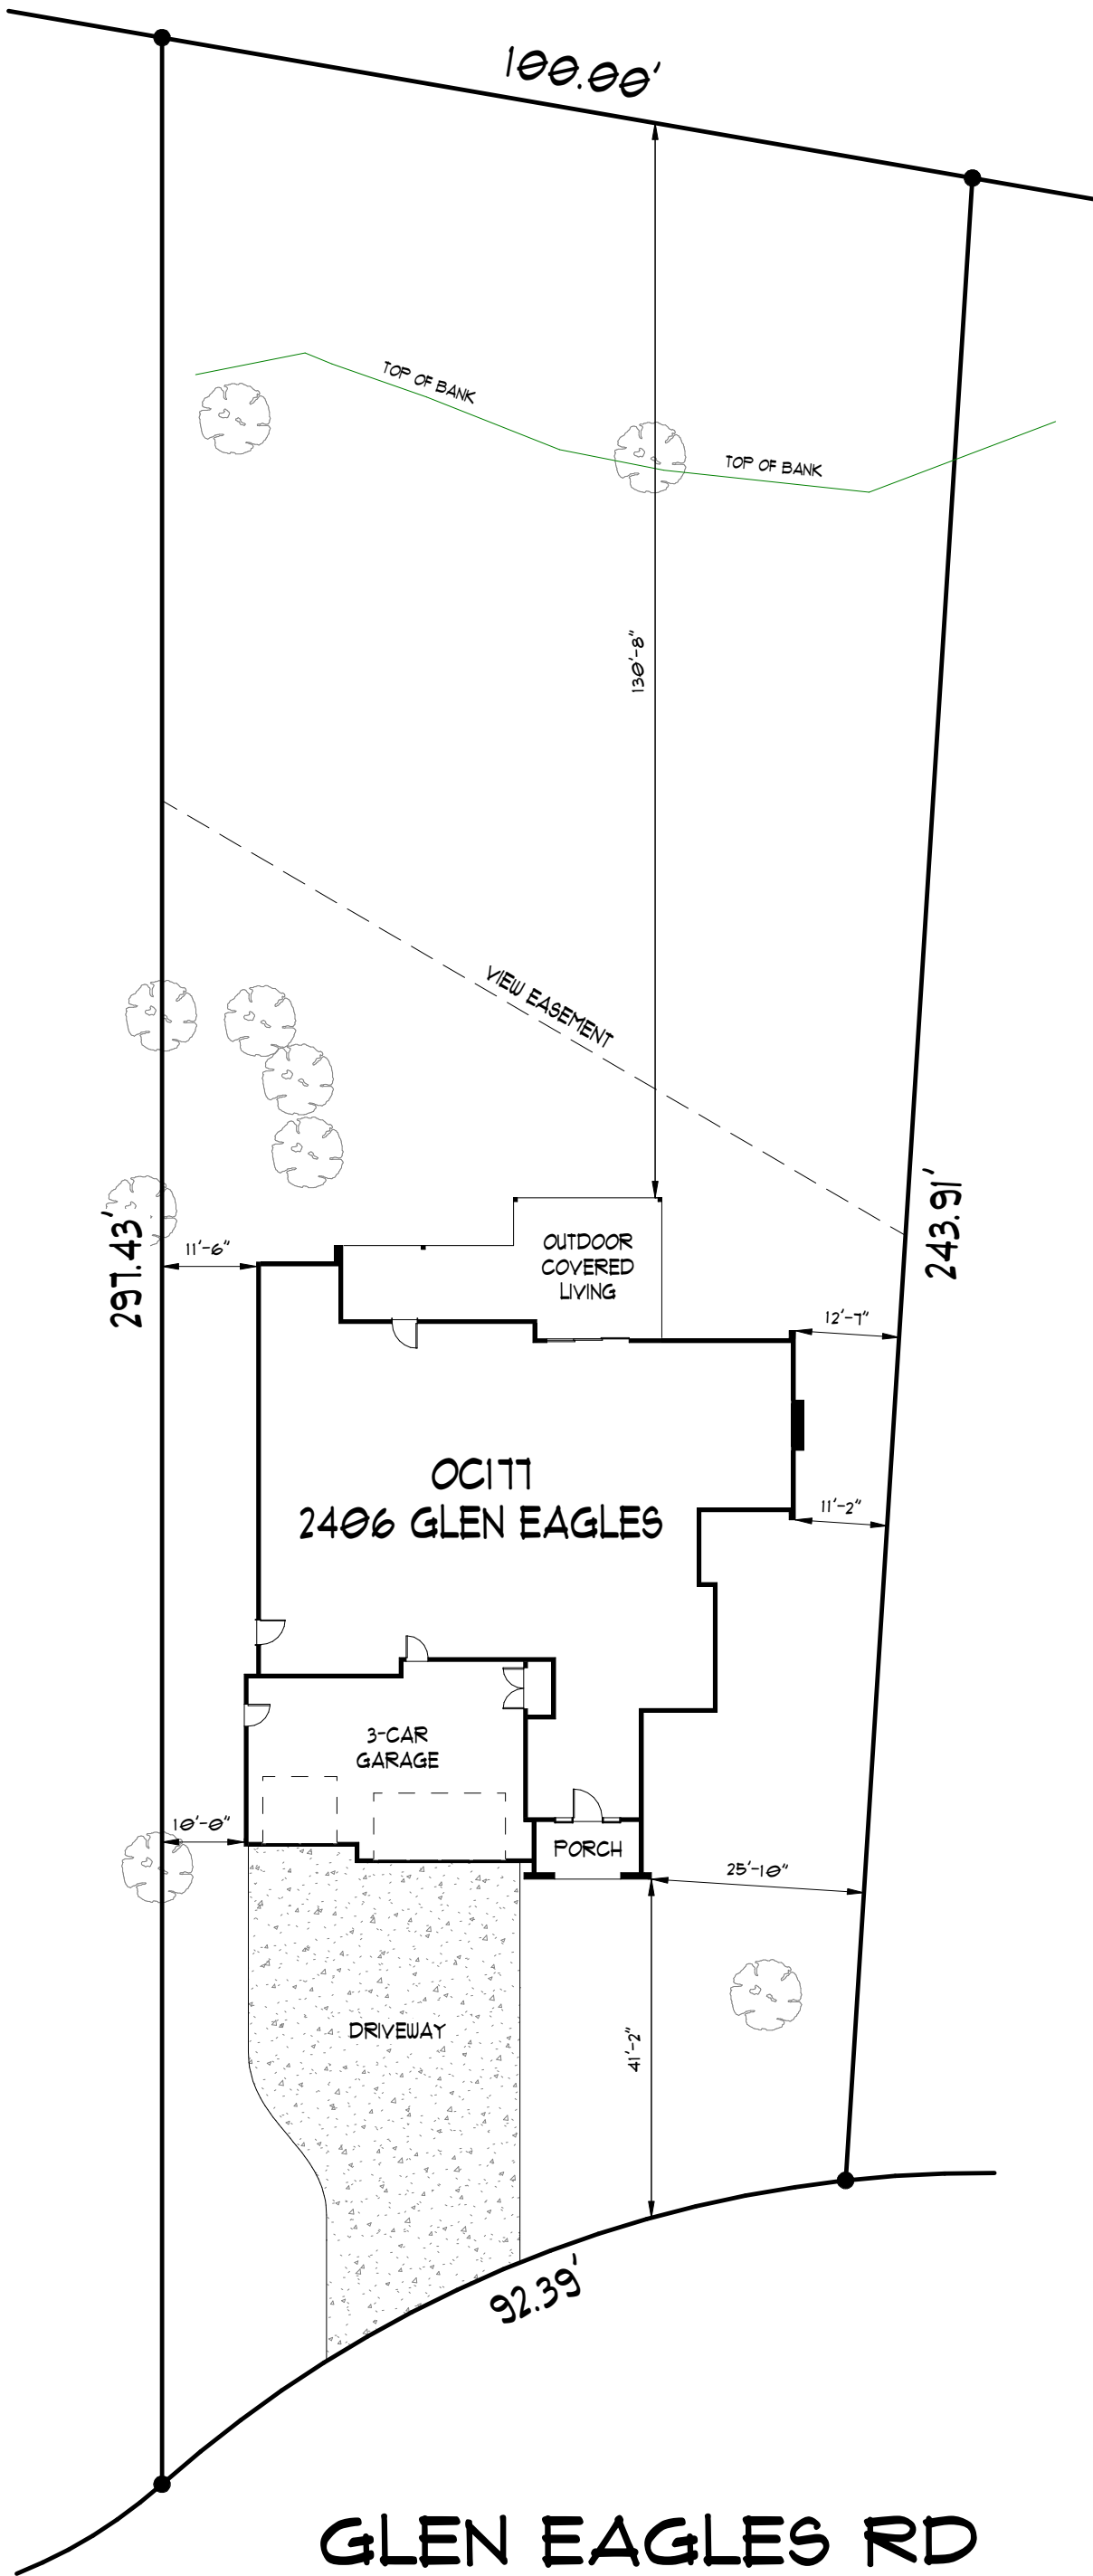 100.00'
TOP OF BANK
TOP OF BANK
130'-8"
VIEW EASEMENT
297.43'
243.91'
11'-6"
OUTDOOR
COVERED
LIVING
12'-7"
OC177
2406 GLEN EAGLES
11'-2"
3-CAR
GARAGE
10'-0"
PORCH
25'-10"
DRIVEWAY
41'-2"
92.39'
GLEN EAGLES RD